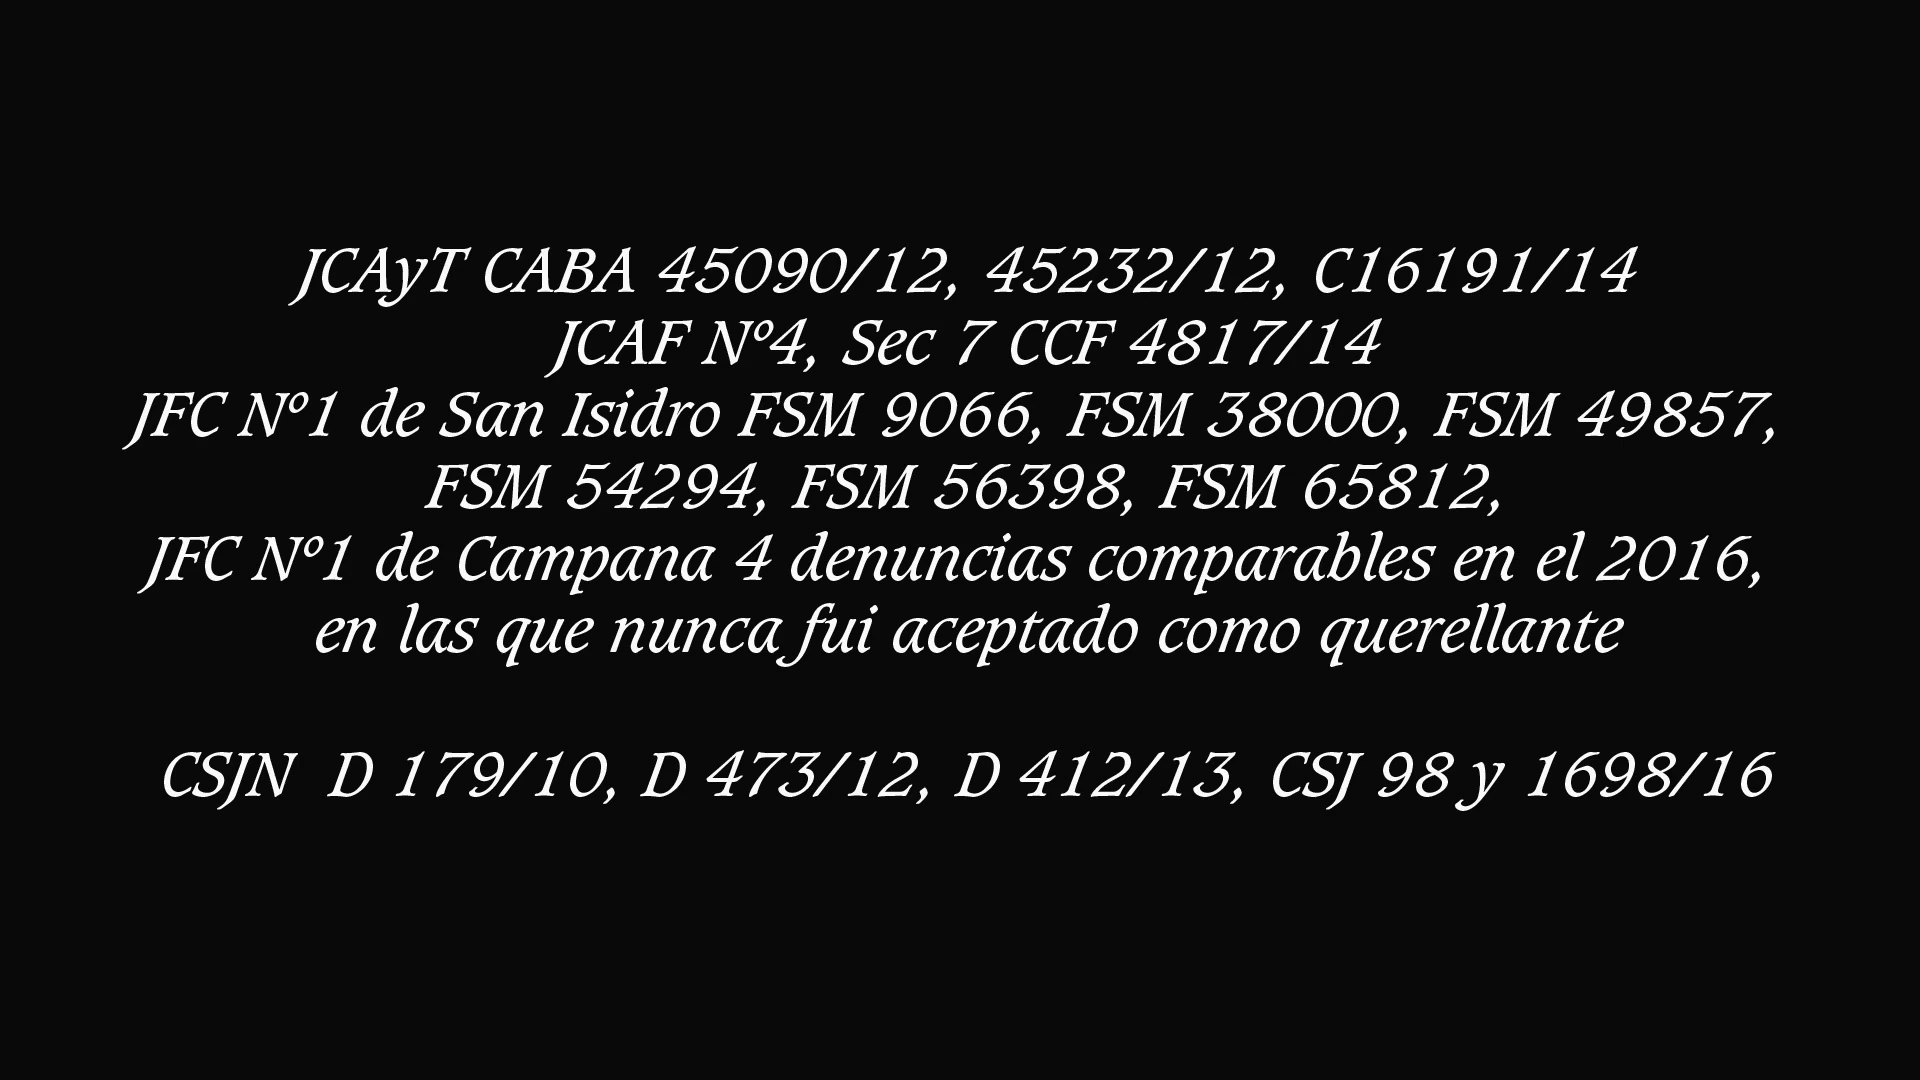 JCAyT CABA 45090/12, 45232/12, C16191/14
JCAF Nº4, Sec 7 CCF 4817/14
JFC Nº1 de San Isidro FSM 9066, FSM 38000, FSM 49857,
FSM 54294, FSM 56398, FSM 65812,
JFC Nº1 de Campana 4 denuncias comparables en el 2016,
en las que nunca fui aceptado como querellante
CSJN D 179/10, D 473/12, D 412/13, CSJ 98 y 1698/16